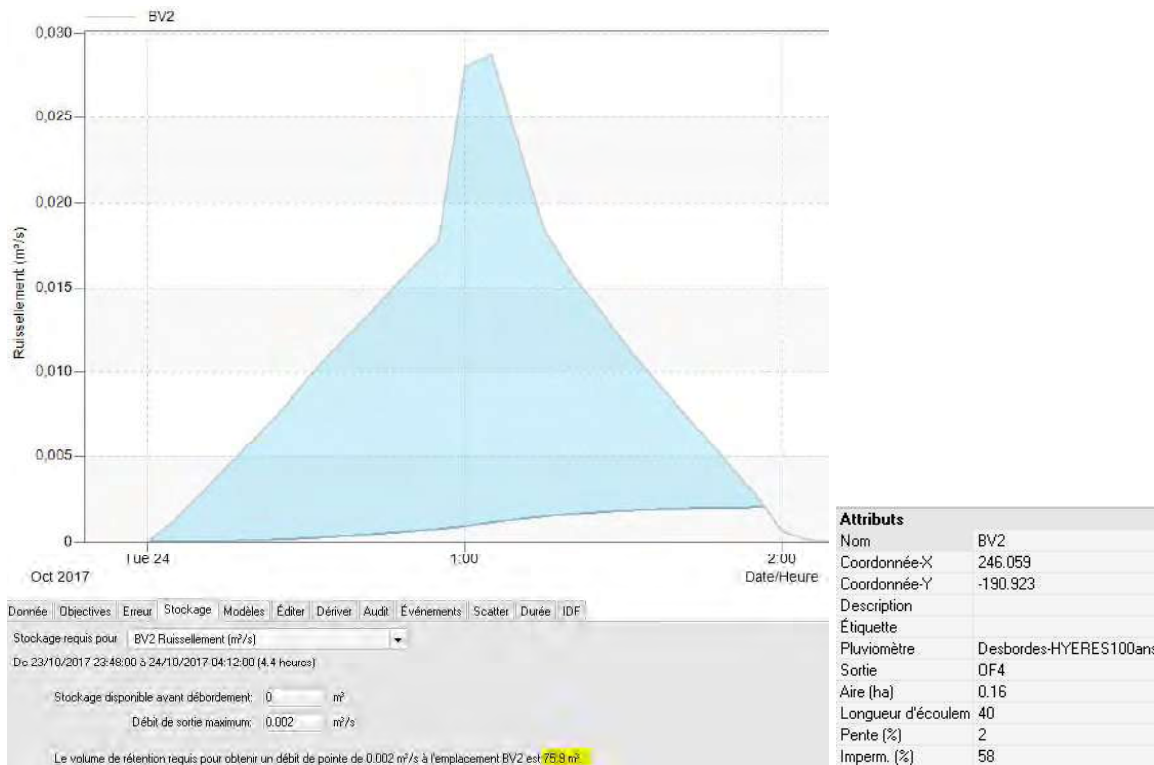 BV2
0,030
0,025
0,020
0,015
0,010
0,005
0
Ruissellement (m³/s)
Tue 24
1:00
2:00
Oct 2017
Date/Heure
Donnée Objectives Erreur Stockage Modèles Éditer Dériver Audit Événements Scatter Durée IDF
Stockage requis pour BV2 Ruissellement (m³/s)
De 23/10/2017 23:48:00 à 24/10/2017 04:12:00 (4.4 heures)
Stockage disponible avant débordement: 0 m³
Débit de sortie maximum: 0.002 m³/s
Le volume de rétention requis pour obtenir un débit de pointe de 0.002 m³/s à l'emplacement BV2 est 75.9 m³.
Attributs
Nom BV2
Coordonnée-X 246.059
Coordonnée-Y -190.923
Description
Étiquette
Pluviomètre Desbordes-HYERES100ans
Sortie OF4
Aire (ha) 0.16
Longueur d'écoulem 40
Pente (%) 2
Imperm. (%) 58